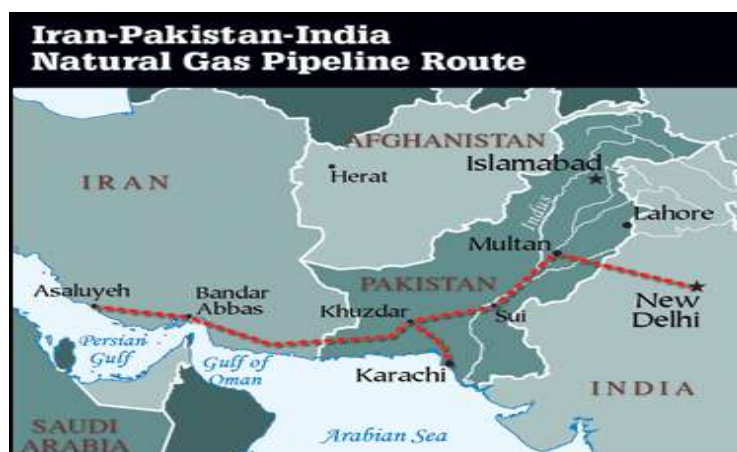 Iran-Pakistan-India
Natural Gas Pipeline Route
AFGHANISTAN
Islamabad
Herat
IRAN
Indus
Lahore
Multan
Asaluyeh
Bandar
Abbas
PAKISTAN
Khuzdar
Sui
New
Delhi
Persian
Gulf
Gulf of
Oman
Karachi
INDIA
SAUDI
ARABIA
Arabian Sea